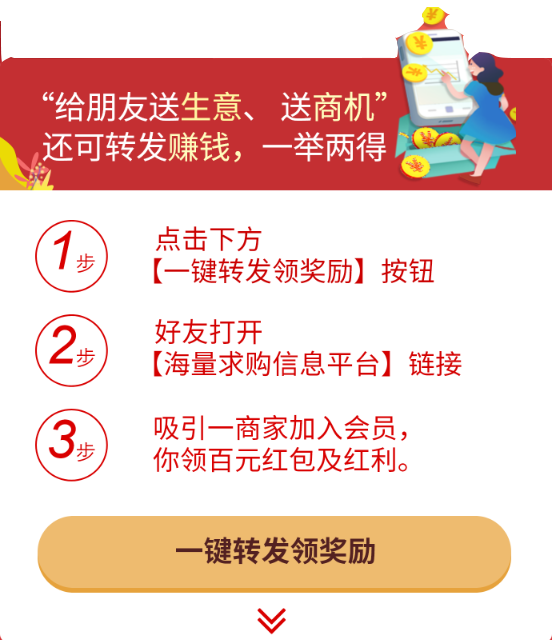 “给朋友送生意、送商机”
还可转发赚钱，一举两得
1步
点击下方
【一键转发领奖励】按钮
2步
好友打开
【海量求购信息平台】链接
3步
吸引一商家加入会员，
你领百元红包及红利。
一键转发领奖励